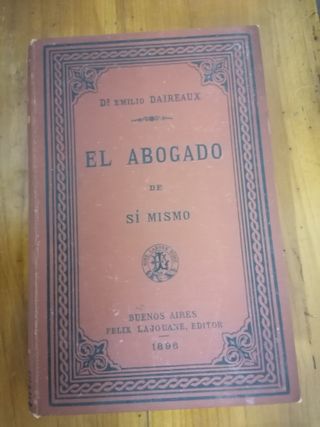 Dr EMILIO DAIREAUX
EL ABOGADO
DE
SÍ MISMO
BUENOS AIRES
FELIX LAJOUANE, EDITOR
1896